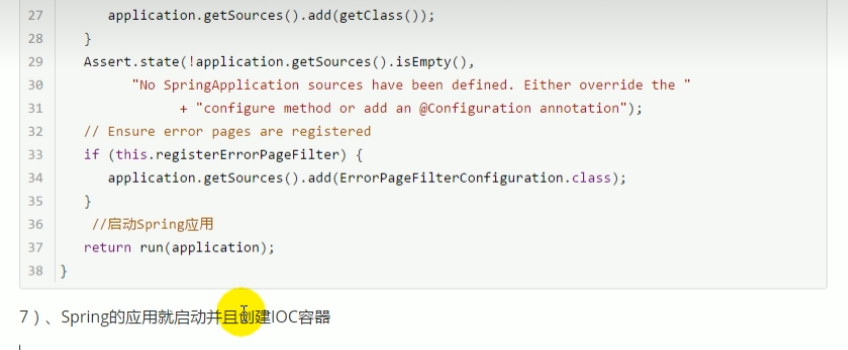 27 application.getSources().add(getClass());
28 }
29 Assert.state(!application.getSources().isEmpty(),
30 "No SpringApplication sources have been defined. Either override the "
31 + "configure method or add an @Configuration annotation");
32 // Ensure error pages are registered
33 if (this.registerErrorPageFilter) {
34 application.getSources().add(ErrorPageFilterConfiguration.class);
35 }
36 //启动Spring应用
37 return run(application);
38 }
7）、Spring的应用就启动并且创建IOC容器